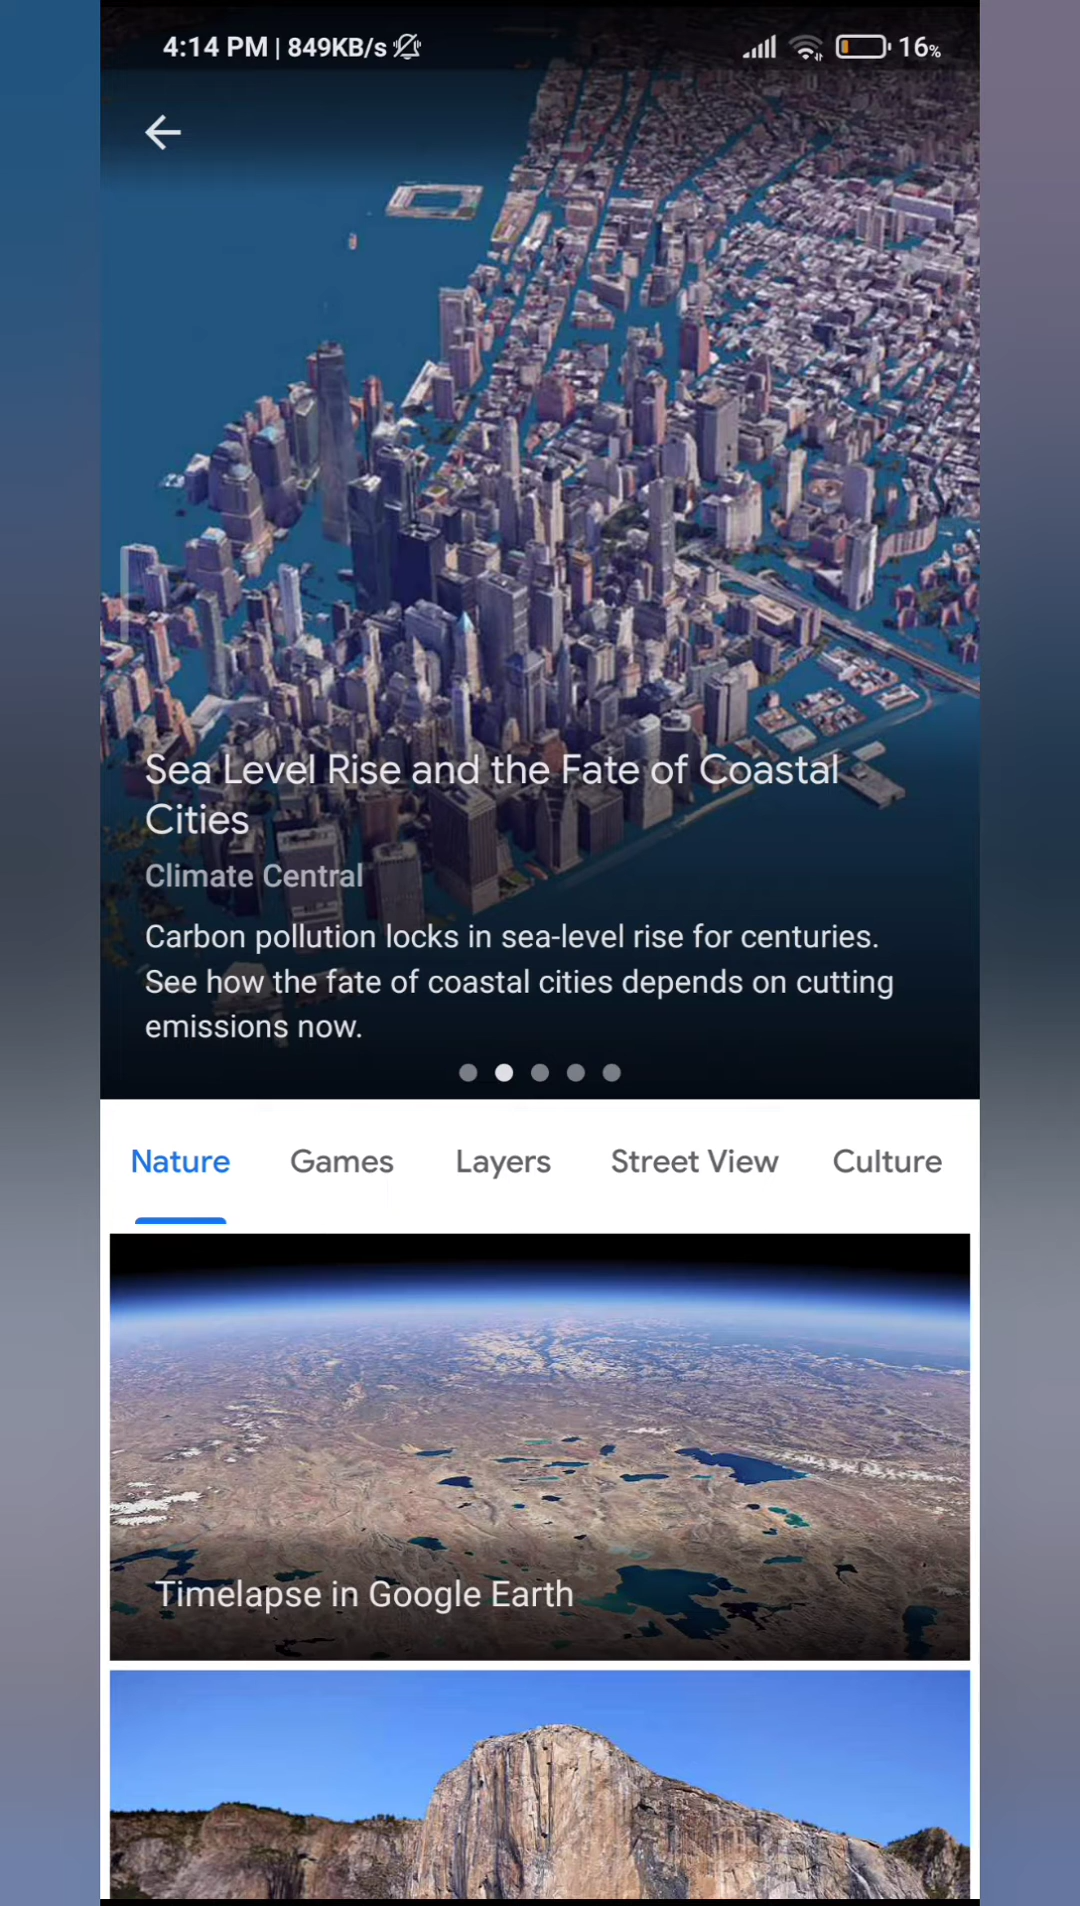 4:14 PM | 849KB/s 16%
Sea Level Rise and the Fate of Coastal
Cities
Climate Central
Carbon pollution locks in sea-level rise for centuries.
See how the fate of coastal cities depends on cutting
emissions now.
Nature Games Layers Street View Culture
Timelapse in Google Earth